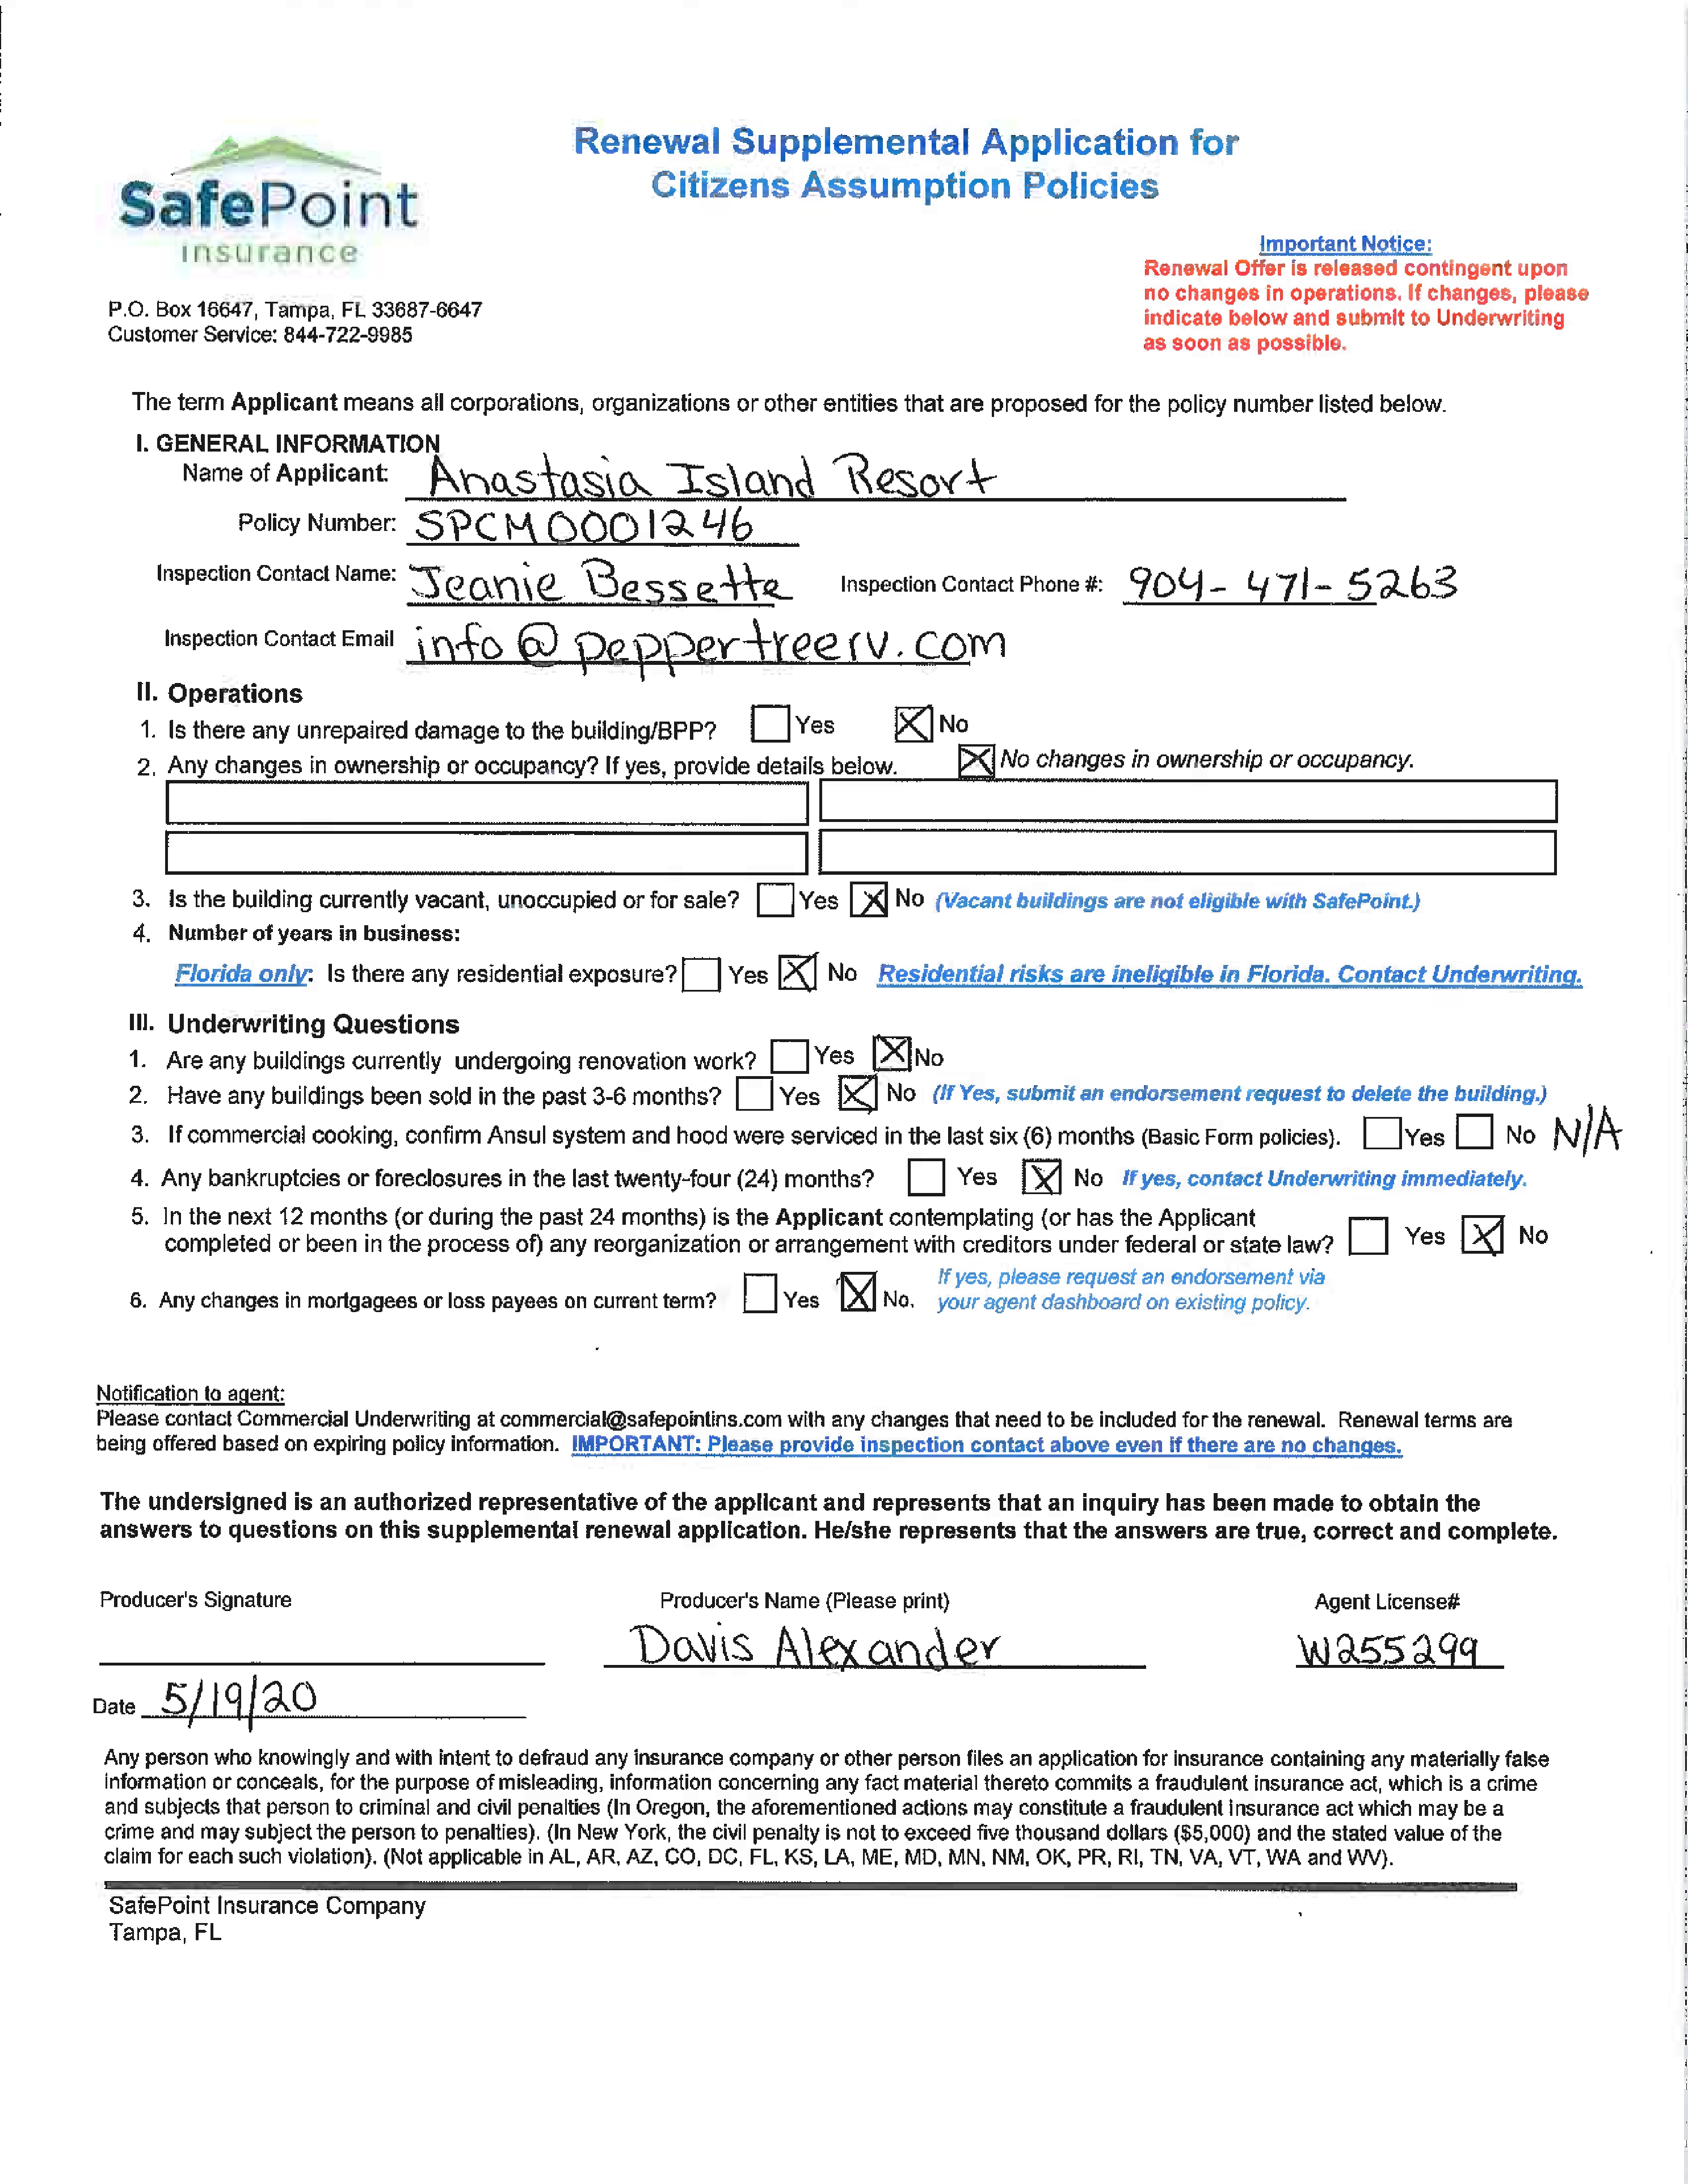 SafePoint
insurance
Renewal Supplemental Application for
Citizens Assumption Policies
Important Notice:
Renewal Offer is released contingent upon
no changes in operations. If changes, please
indicate below and submit to Underwriting
as soon as possible.
P.O. Box 16647, Tampa, FL 33687-6647
Customer Service: 844-722-9985
The term Applicant means all corporations, organizations or other entities that are proposed for the policy number listed below.
I. GENERAL INFORMATION
Name of Applicant: Anastasia Island Resort
Policy Number: SPCM0001246
Inspection Contact Name: Jeanie Bessette Inspection Contact Phone #: 904-471-5263
Inspection Contact Email info@peppertreerv.com
II. Operations
1. Is there any unrepaired damage to the building/BPP? Yes No
2. Any changes in ownership or occupancy? If yes, provide details below. No changes in ownership or occupancy.
3. Is the building currently vacant, unoccupied or for sale? Yes No (Vacant buildings are not eligible with SafePoint.)
4. Number of years in business:
Florida only: Is there any residential exposure? Yes No Residential risks are ineligible in Florida. Contact Underwriting.
III. Underwriting Questions
1. Are any buildings currently undergoing renovation work? Yes No
2. Have any buildings been sold in the past 3-6 months? Yes No (If Yes, submit an endorsement request to delete the building.)
3. If commercial cooking, confirm Ansul system and hood were serviced in the last six (6) months (Basic Form policies). Yes No N/A
4. Any bankruptcies or foreclosures in the last twenty-four (24) months? Yes No If yes, contact Underwriting immediately.
5. In the next 12 months (or during the past 24 months) is the Applicant contemplating (or has the Applicant
completed or been in the process of) any reorganization or arrangement with creditors under federal or state law? Yes No
6. Any changes in mortgagees or loss payees on current term? Yes No. If yes, please request an endorsement via
your agent dashboard on existing policy.
Notification to agent:
Please contact Commercial Underwriting at commercial@safepointins.com with any changes that need to be included for the renewal. Renewal terms are
being offered based on expiring policy information. IMPORTANT: Please provide inspection contact above even if there are no changes.
The undersigned is an authorized representative of the applicant and represents that an inquiry has been made to obtain the
answers to questions on this supplemental renewal application. He/she represents that the answers are true, correct and complete.
Producer's Signature Producer's Name (Please print) Agent License#
Davis Alexander W255299
Date 5/19/20
Any person who knowingly and with intent to defraud any insurance company or other person files an application for insurance containing any materially false
information or conceals, for the purpose of misleading, information concerning any fact material thereto commits a fraudulent insurance act, which is a crime
and subjects that person to criminal and civil penalties (In Oregon, the aforementioned actions may constitute a fraudulent insurance act which may be a
crime and may subject the person to penalties). (In New York, the civil penalty is not to exceed five thousand dollars ($5,000) and the stated value of the
claim for each such violation). (Not applicable in AL, AR, AZ, CO, DC, FL, KS, LA, ME, MD, MN, NM, OK, PR, RI, TN, VA, VT, WA and WV).
SafePoint Insurance Company
Tampa, FL